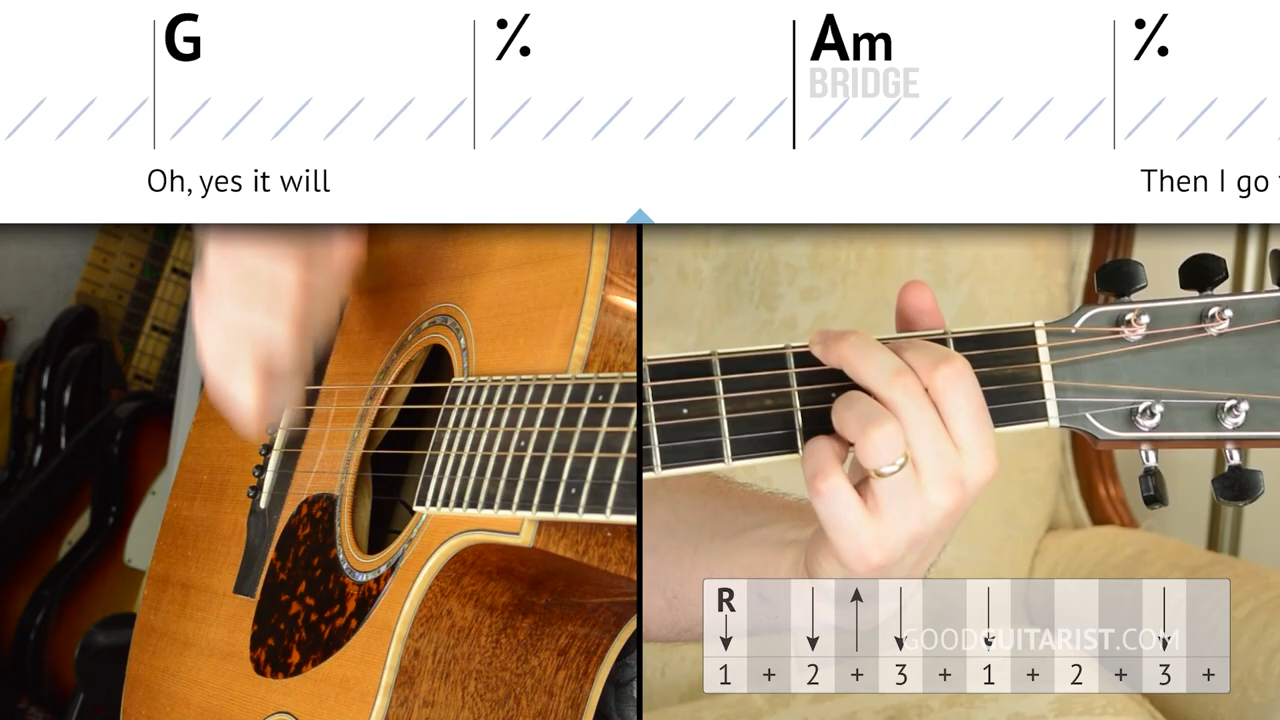 G % Am %
BRIDGE
Oh, yes it will Then I go
R
GOODGUITARIST.COM
1 + 2 + 3 + 1 + 2 + 3 +